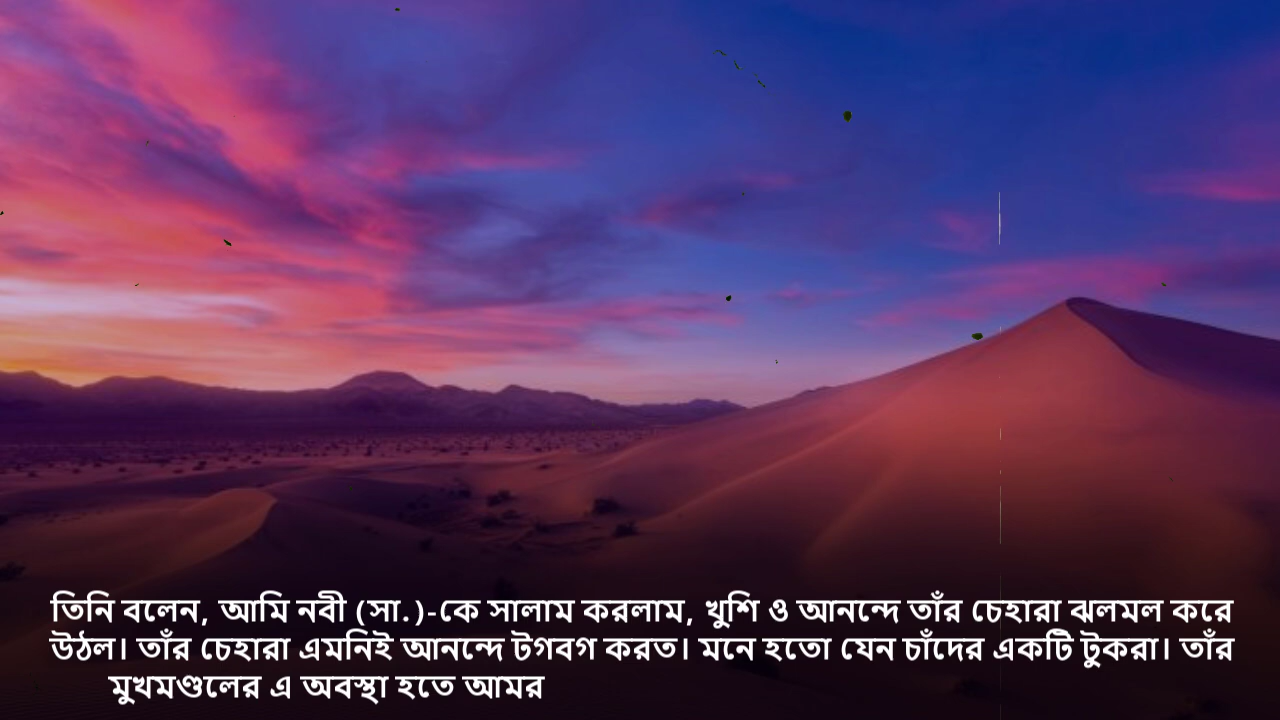 তিনি বলেন, আমি নবী (সা.)-কে সালাম করলাম, খুশি ও আনন্দে তাঁর চেহারা ঝলমল করে
উঠল। তাঁর চেহারা এমনিই আনন্দে টগবগ করত। মনে হতো যেন চাঁদের একটি টুকরা। তাঁর
মুখমণ্ডলের এ অবস্থা হতে আমর